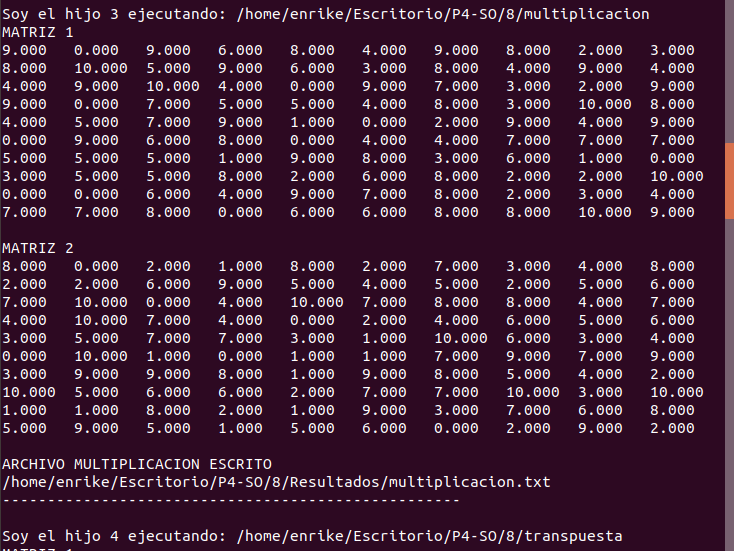 Soy el hijo 3 ejecutando: /home/enrike/Escritorio/P4-SO/8/multiplicacion
MATRIZ 1
9.000 0.000 9.000 6.000 8.000 4.000 9.000 8.000 2.000 3.000
8.000 10.000 5.000 9.000 6.000 3.000 8.000 4.000 9.000 4.000
4.000 9.000 10.000 4.000 0.000 9.000 7.000 3.000 2.000 9.000
9.000 0.000 7.000 5.000 5.000 4.000 8.000 3.000 10.000 8.000
4.000 5.000 7.000 9.000 1.000 0.000 2.000 9.000 4.000 9.000
0.000 9.000 6.000 8.000 0.000 4.000 4.000 7.000 7.000 7.000
5.000 5.000 5.000 1.000 9.000 8.000 3.000 6.000 1.000 0.000
3.000 5.000 5.000 8.000 2.000 6.000 8.000 2.000 2.000 10.000
0.000 0.000 6.000 4.000 9.000 7.000 8.000 2.000 3.000 4.000
7.000 7.000 8.000 0.000 6.000 6.000 8.000 8.000 10.000 9.000
MATRIZ 2
8.000 0.000 2.000 1.000 8.000 2.000 7.000 3.000 4.000 8.000
2.000 2.000 6.000 9.000 5.000 4.000 5.000 2.000 5.000 6.000
7.000 10.000 0.000 4.000 10.000 7.000 8.000 8.000 4.000 7.000
4.000 10.000 7.000 4.000 0.000 2.000 4.000 6.000 5.000 6.000
3.000 5.000 7.000 7.000 3.000 1.000 10.000 6.000 3.000 4.000
0.000 10.000 1.000 0.000 1.000 1.000 7.000 9.000 7.000 9.000
3.000 9.000 9.000 8.000 1.000 9.000 8.000 5.000 4.000 2.000
10.000 5.000 6.000 6.000 2.000 7.000 7.000 10.000 3.000 10.000
1.000 1.000 8.000 2.000 1.000 9.000 3.000 7.000 6.000 8.000
5.000 9.000 5.000 1.000 5.000 6.000 0.000 2.000 9.000 2.000
ARCHIVO MULTIPLICACION ESCRITO
/home/enrike/Escritorio/P4-SO/8/Resultados/multiplicacion.txt
---------------------------------------------------
Soy el hijo 4 ejecutando: /home/enrike/Escritorio/P4-SO/8/transpuesta
MATRIZ 1